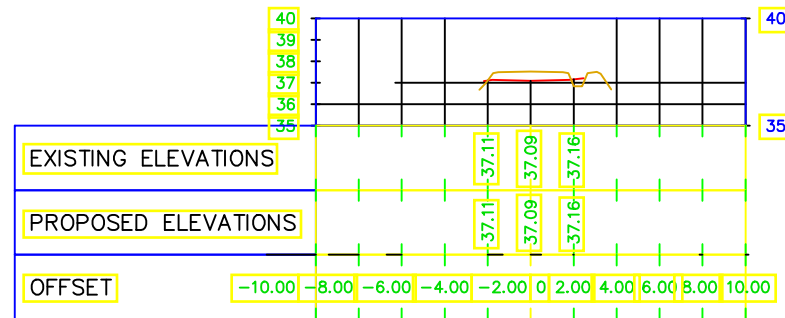 40 40
39
38
37
36
35 35
EXISTING ELEVATIONS 37.11 37.09 37.16
PROPOSED ELEVATIONS 37.11 37.09 37.16
OFFSET -10.00 -8.00 -6.00 -4.00 -2.00 0 2.00 4.00 6.00 8.00 10.00